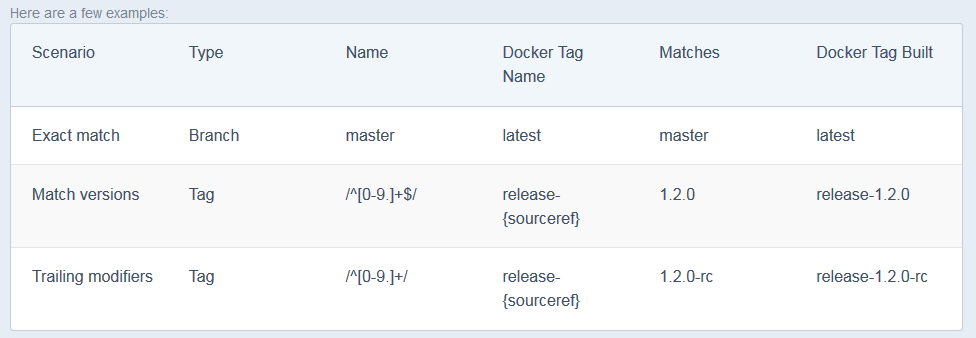 Here are a few examples:
Scenario Type Name Docker Tag Name Matches Docker Tag Built
Exact match Branch master latest master latest
Match versions Tag /^[0-9.]+$/ release-{sourceref} 1.2.0 release-1.2.0
Trailing modifiers Tag /^[0-9.]+/ release-{sourceref} 1.2.0-rc release-1.2.0-rc